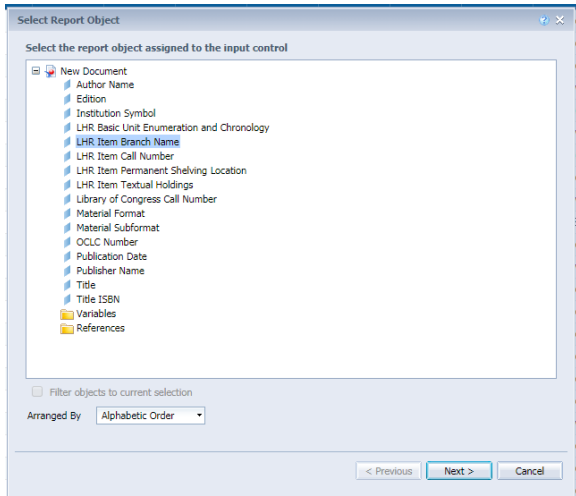 Select Report Object
Select the report object assigned to the input control
New Document
Author Name
Edition
Institution Symbol
LHR Basic Unit Enumeration and Chronology
LHR Item Branch Name
LHR Item Call Number
LHR Item Permanent Shelving Location
LHR Item Textual Holdings
Library of Congress Call Number
Material Format
Material Subformat
OCLC Number
Publication Date
Publisher Name
Title
Title ISBN
Variables
References
Filter objects to current selection
Arranged By Alphabetic Order
< Previous Next > Cancel